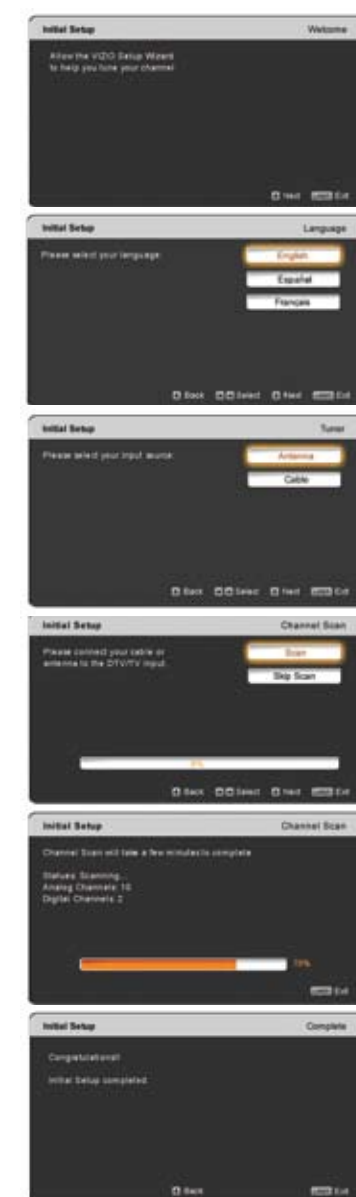 Initial Setup Welcome
Allow the VIZIO Setup Wizard
to help you tune your channel
Next Exit
Initial Setup Language
Please select your language:
English
Español
Français
Back Select Next Exit
Initial Setup Tuner
Please select your input source:
Antenna
Cable
Back Select Next Exit
Initial Setup Channel Scan
Please connect your cable or
antenna to the DTV/TV input.
Scan
Skip Scan
0%
Back Select Next Exit
Initial Setup Channel Scan
Channel Scan will take a few minutes to complete
Statues: Scanning...
Analog Channels: 10
Digital Channels: 2
Exit
Initial Setup Complete
Congratulations!!
Initial Setup completed.
Back Exit